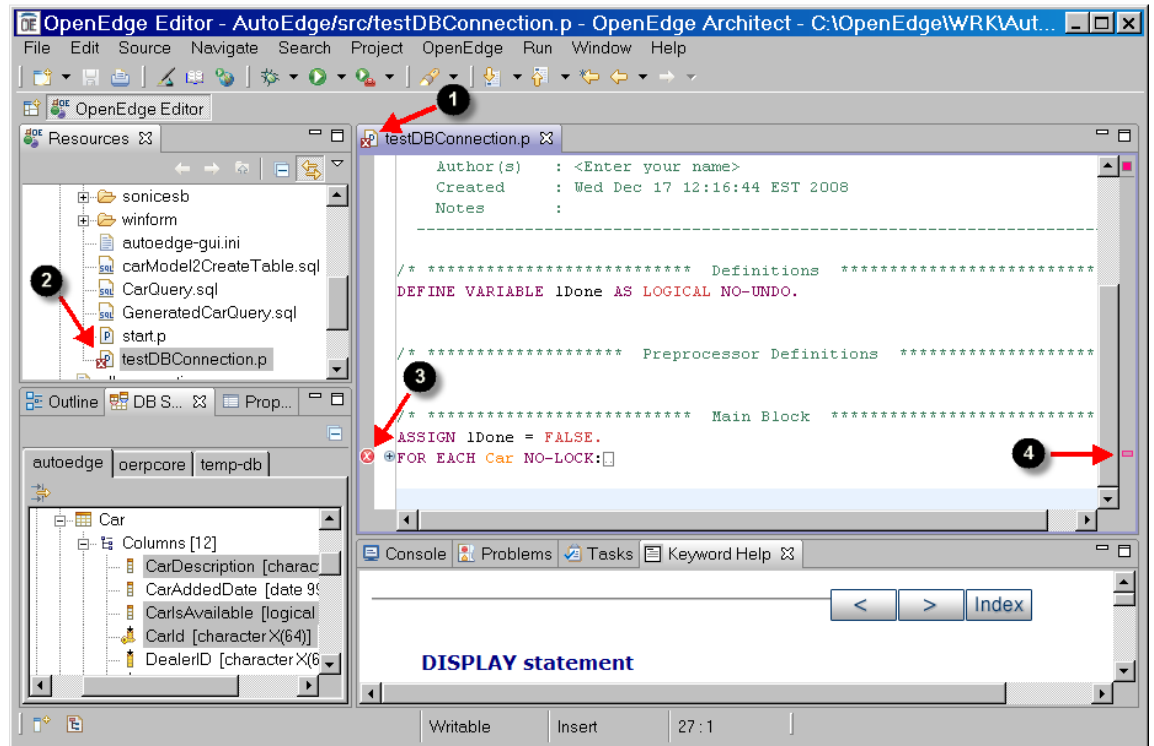 OpenEdge Editor - AutoEdge/src/testDBConnection.p - OpenEdge Architect - C:\OpenEdge\WRK\Aut...
File Edit Source Navigate Search Project OpenEdge Run Window Help
OpenEdge Editor
1
Resources
sonicesb
winform
autoedge-gui.ini
carModel2CreateTable.sql
CarQuery.sql
2
GeneratedCarQuery.sql
start.p
testDBConnection.p
testDBConnection.p
Author(s) : <Enter your name>
Created : Wed Dec 17 12:16:44 EST 2008
Notes :
----------------------------------------------------------------------
/* *************************** Definitions **************************
DEFINE VARIABLE lDone AS LOGICAL NO-UNDO.
/* ******************** Preprocessor Definitions ********************
3
/* *************************** Main Block ***************************
ASSIGN lDone = FALSE.
FOR EACH Car NO-LOCK:
4
Outline DB S... Prop...
autoedge oerpcore temp-db
Car
Columns [12]
CarDescription [charac
CarAddedDate [date 99
CarIsAvailable [logical
CarId [character X(64)]
DealerID [character X(6
Console Problems Tasks Keyword Help
< > Index
DISPLAY statement
Writable Insert 27 : 1